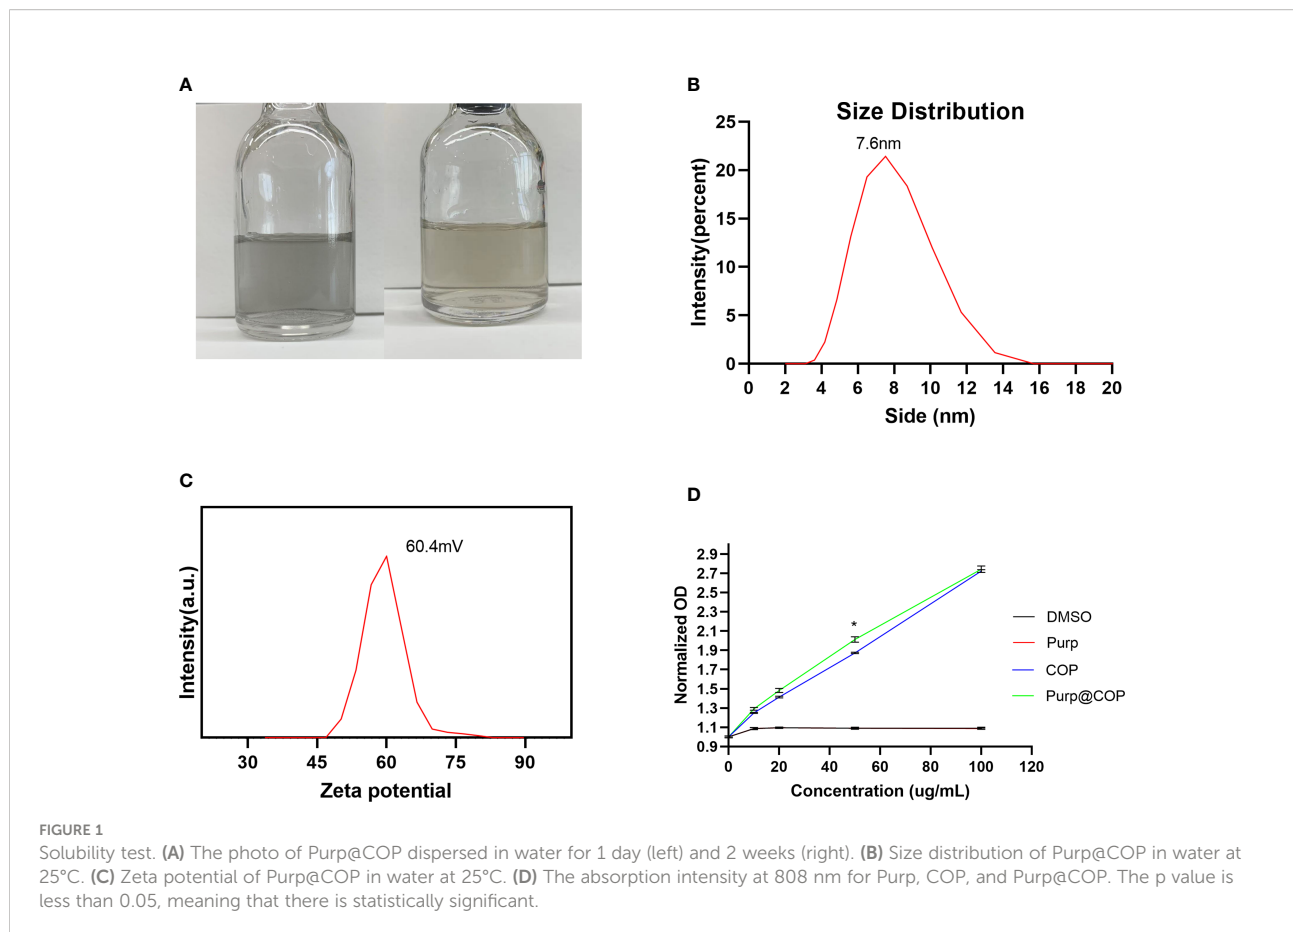 A
B
Size Distribution
7.6nm
Intensity(percent)
25
20
15
10
5
0
0 2 4 6 8 10 12 14 16 18 20
Side (nm)
C
60.4mV
Intensity(a.u.)
30 45 60 75 90
Zeta potential
D
Normalized OD
2.9
2.7
2.5
2.3
2.1
1.9
1.7
1.5
1.3
1.1
0.9
*
0 20 40 60 80 100 120
Concentration (ug/mL)
DMSO
Purp
COP
Purp@COP
FIGURE 1
Solubility test. (A) The photo of Purp@COP dispersed in water for 1 day (left) and 2 weeks (right). (B) Size distribution of Purp@COP in water at
25°C. (C) Zeta potential of Purp@COP in water at 25°C. (D) The absorption intensity at 808 nm for Purp, COP, and Purp@COP. The p value is
less than 0.05, meaning that there is statistically significant.